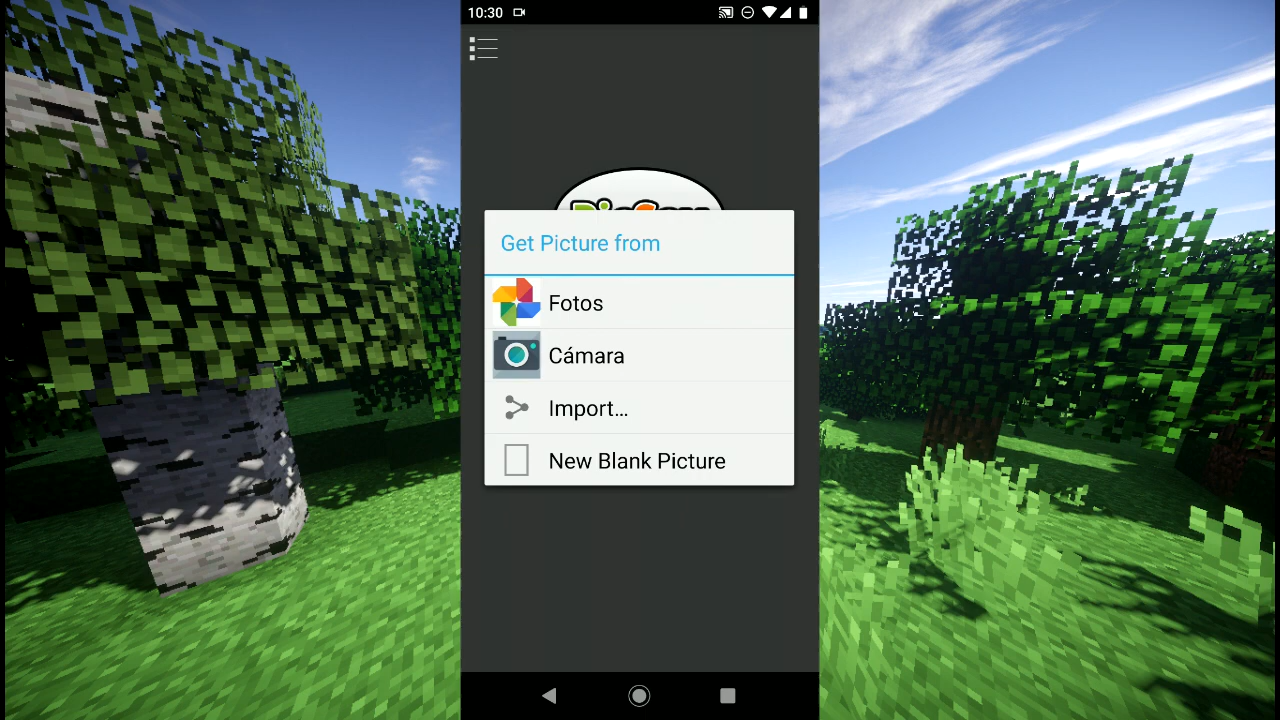 10:30
Get Picture from
Fotos
Cámara
Import...
New Blank Picture